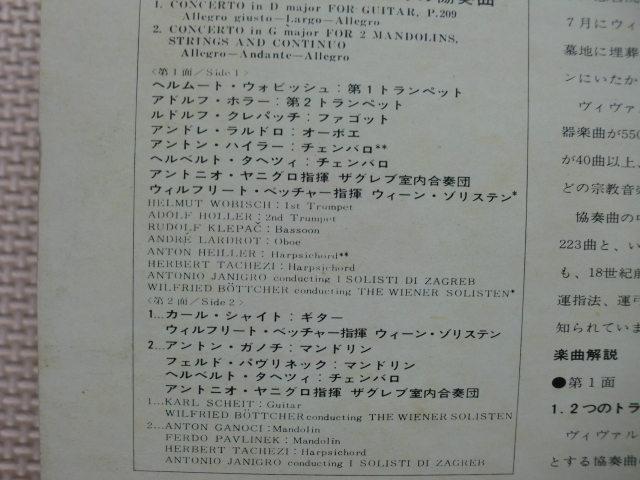 協奏曲
1. CONCERTO in D major FOR GUITAR, P.209
Allegro giusto—Largo—Allegro
2. CONCERTO in G major FOR 2 MANDOLINS,
STRINGS AND CONTINUO
Allegro—Andante—Allegro
〈第1面／Side 1〉
ヘルムート・ウォビッシュ：第1トランペット
アドルフ・ホラー：第2トランペット
ルドルフ・クレパッチ：ファゴット
アンドレ・ラルドロ：オーボエ
アントン・ハイラー：チェンバロ**
ヘルベルト・タヘツィ：チェンバロ
アントニオ・ヤニグロ指揮 ザグレブ室内合奏団
ウィルフリート・ベッチャー指揮 ウィーン・ゾリステン*
HELMUT WOBISCH：1st Trumpet
ADOLF HOLLER：2nd Trumpet
RUDOLF KLEPAČ：Bassoon
ANDRÉ LARDROT：Oboe
ANTON HEILLER：Harpsichord**
HERBERT TACHEZI：Harpsichord
ANTONIO JANIGRO conducting I SOLISTI DI ZAGREB
WILFRIED BÖTTCHER conducting THE WIENER SOLISTEN*
〈第2面／Side 2〉
1…カール・シャイト：ギター
ウィルフリート・ベッチャー指揮 ウィーン・ゾリステン
2…アントン・ガノチ：マンドリン
フェルド・パヴリネック：マンドリン
ヘルベルト・タヘツィ：チェンバロ
アントニオ・ヤニグロ指揮 ザグレブ室内合奏団
1…KARL SCHEIT：Guitar
WILFRIED BÖTTCHER conducting THE WIENER SOLISTEN
2…ANTON GANOCI：Mandolin
FERDO PAVLINEK：Mandolin
HERBERT TACHEZI：Harpsichord
ANTONIO JANIGRO conducting I SOLISTI DI ZAGREB
7月にウィ
墓地に埋葬
ンにいたか
ヴィヴァル
器楽曲が550
が40曲以上、
どの宗教音楽
協奏曲の中
223曲と、い
も、18世紀前
運指法、運弓
知られていま
楽曲解説
●第1面
1. 2つのトラ
ヴィヴァル
とする協奏曲